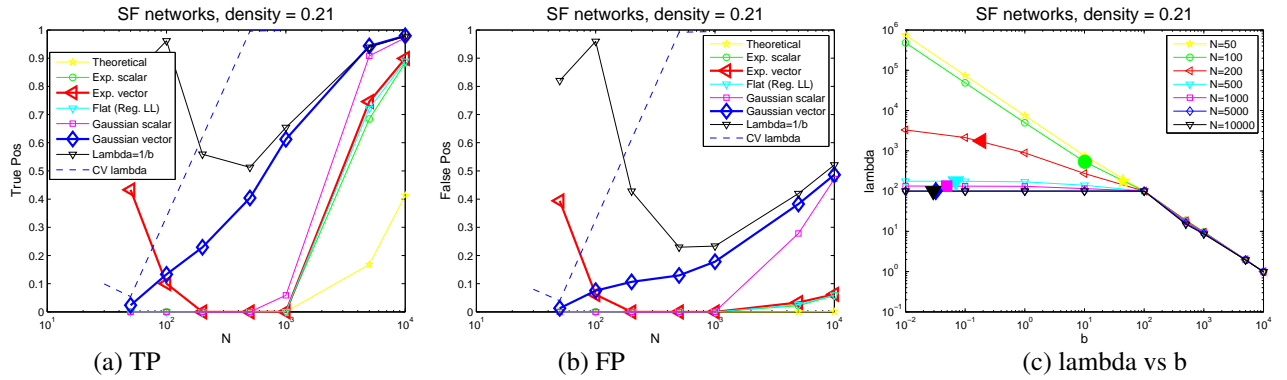 SF networks, density = 0.21
1
0.9
0.8
0.7
0.6
0.5
0.4
0.3
0.2
0.1
0
True Pos
10^1
10^2
10^3
10^4
N
Theoretical
Exp. scalar
Exp. vector
Flat (Reg. LL)
Gaussian scalar
Gaussian vector
Lambda=1/b
CV lambda
(a) TP
SF networks, density = 0.21
1
0.9
0.8
0.7
0.6
0.5
0.4
0.3
0.2
0.1
0
False Pos
10^1
10^2
10^3
10^4
N
Theoretical
Exp. scalar
Exp. vector
Flat (Reg. LL)
Gaussian scalar
Gaussian vector
Lambda=1/b
CV lambda
(b) FP
SF networks, density = 0.21
10^6
10^5
10^4
10^3
10^2
10^1
10^0
10^-1
lambda
10^-2
10^-1
10^0
10^1
10^2
10^3
10^4
b
N=50
N=100
N=200
N=500
N=1000
N=5000
N=10000
(c) lambda vs b